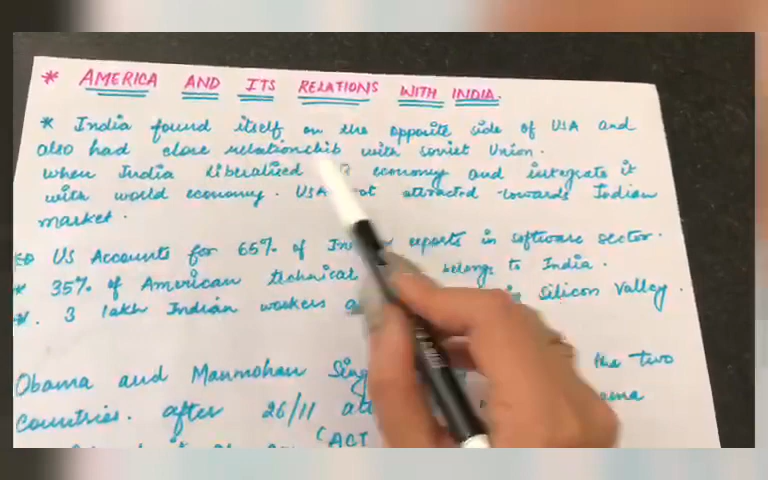 * AMERICA AND ITS RELATIONS WITH INDIA.
* India found itself on the opposite side of USA and
also had close relationship with soviet Union.
when India liberalised economy and integrate it
with world economy. USA attracted towards Indian
market.
US Accounts for 65% of exports in software sector.
* 35% of American technical belongs to India.
*. 3 lakh Indian workers in Silicon Valley.
Obama and Manmohan the two
countries. after 26/11
(ACT